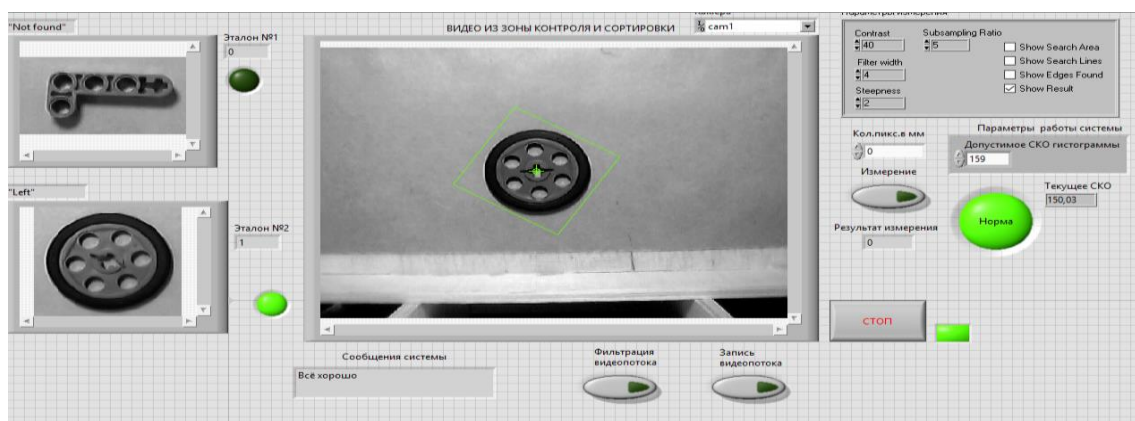 "Not found"
Эталон №1
0
"Left"
Эталон №2
1
ВИДЕО ИЗ ЗОНЫ КОНТРОЛЯ И СОРТИРОВКИ
cam1
Параметры измерения
Contrast
40
Subsampling Ratio
5
Filter width
4
Steepness
2
Show Search Area
Show Search Lines
Show Edges Found
Show Result
Кол.пикс.в мм
0
Измерение
Результат измерения
0
Параметры работы системы
Допустимое СКО гистограммы
159
Текущее СКО
150,03
Норма
СТОП
Сообщения системы
Всё хорошо
Фильтрация
видеопотока
Запись
видеопотока